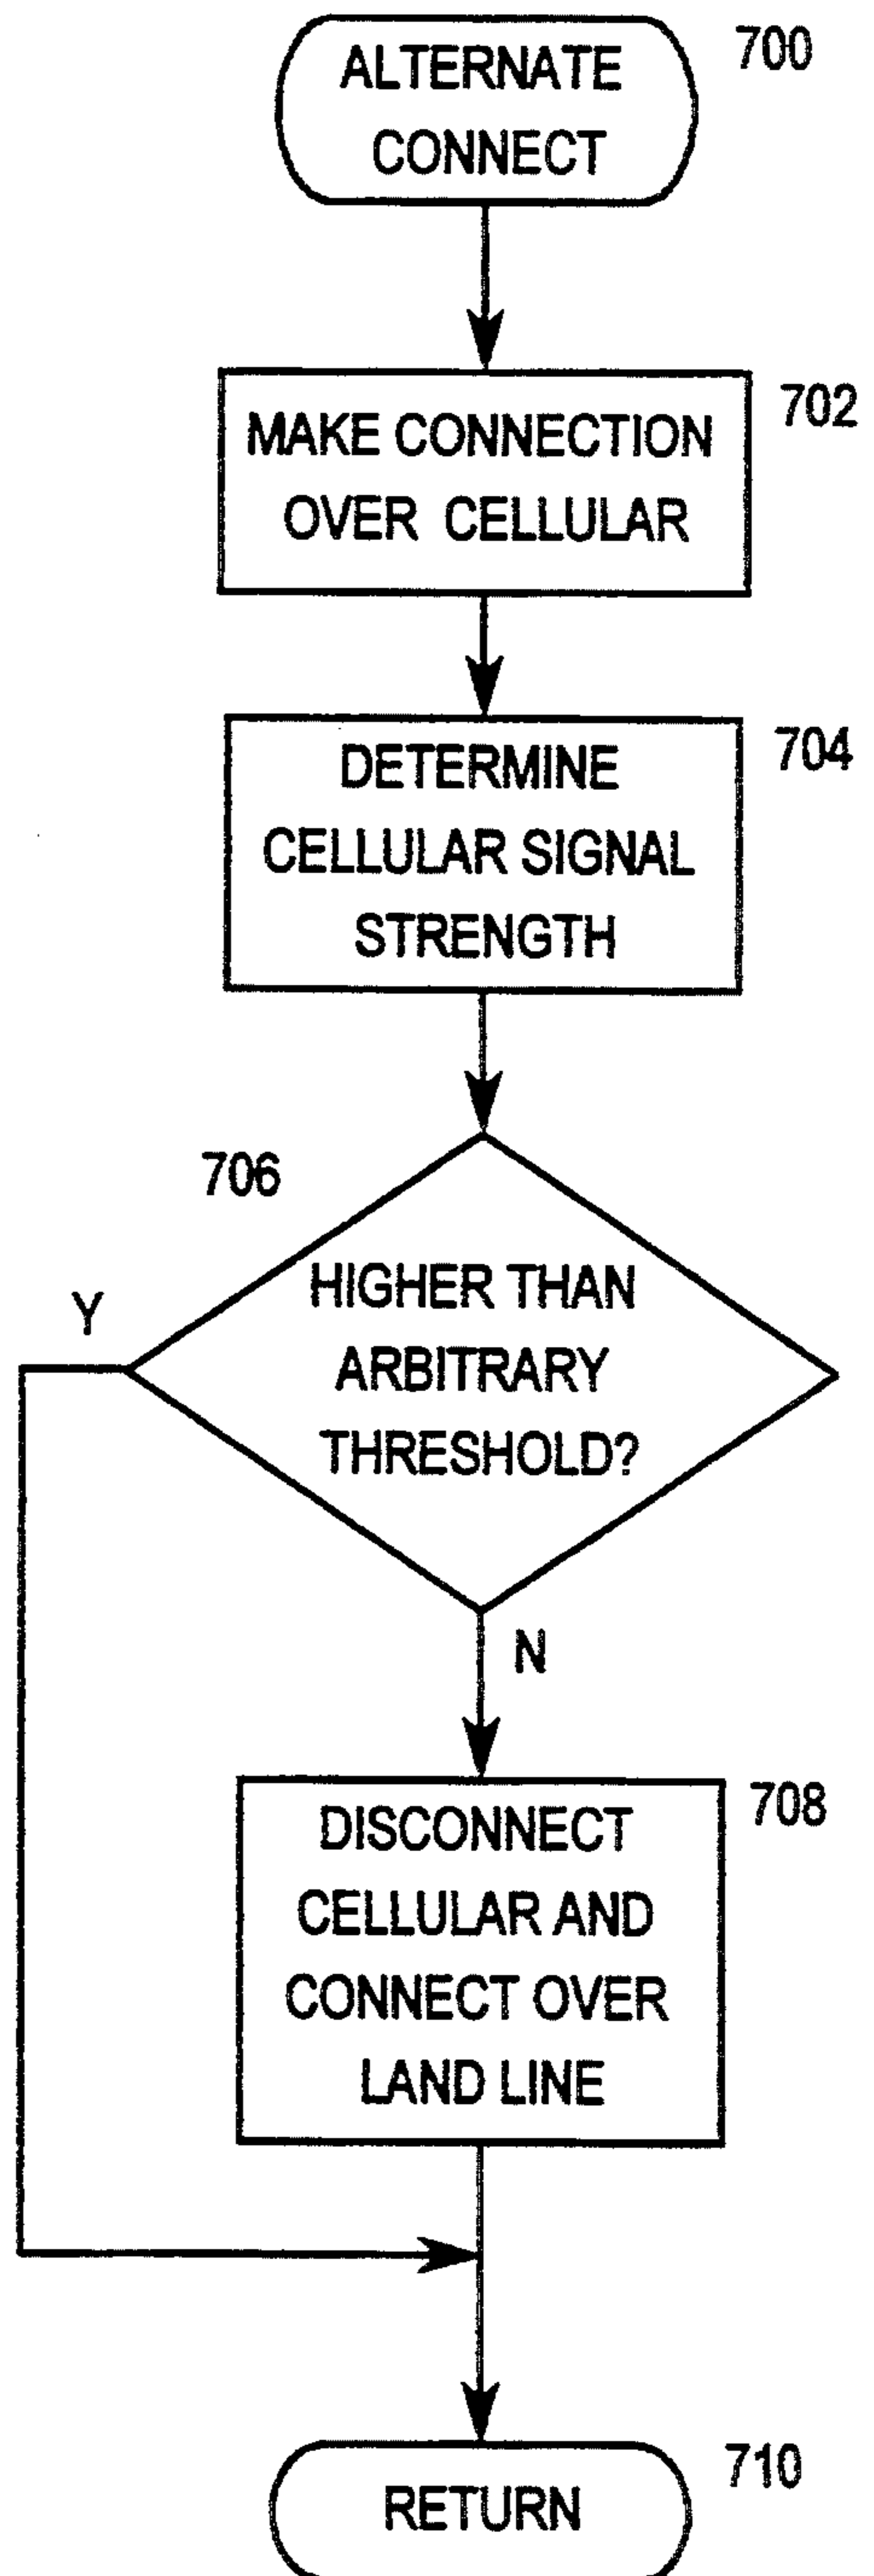 700
ALTERNATE
CONNECT
702
MAKE CONNECTION
OVER CELLULAR
704
DETERMINE
CELLULAR SIGNAL
STRENGTH
706
Y
HIGHER THAN
ARBITRARY
THRESHOLD?
N
708
DISCONNECT
CELLULAR AND
CONNECT OVER
LAND LINE
710
RETURN